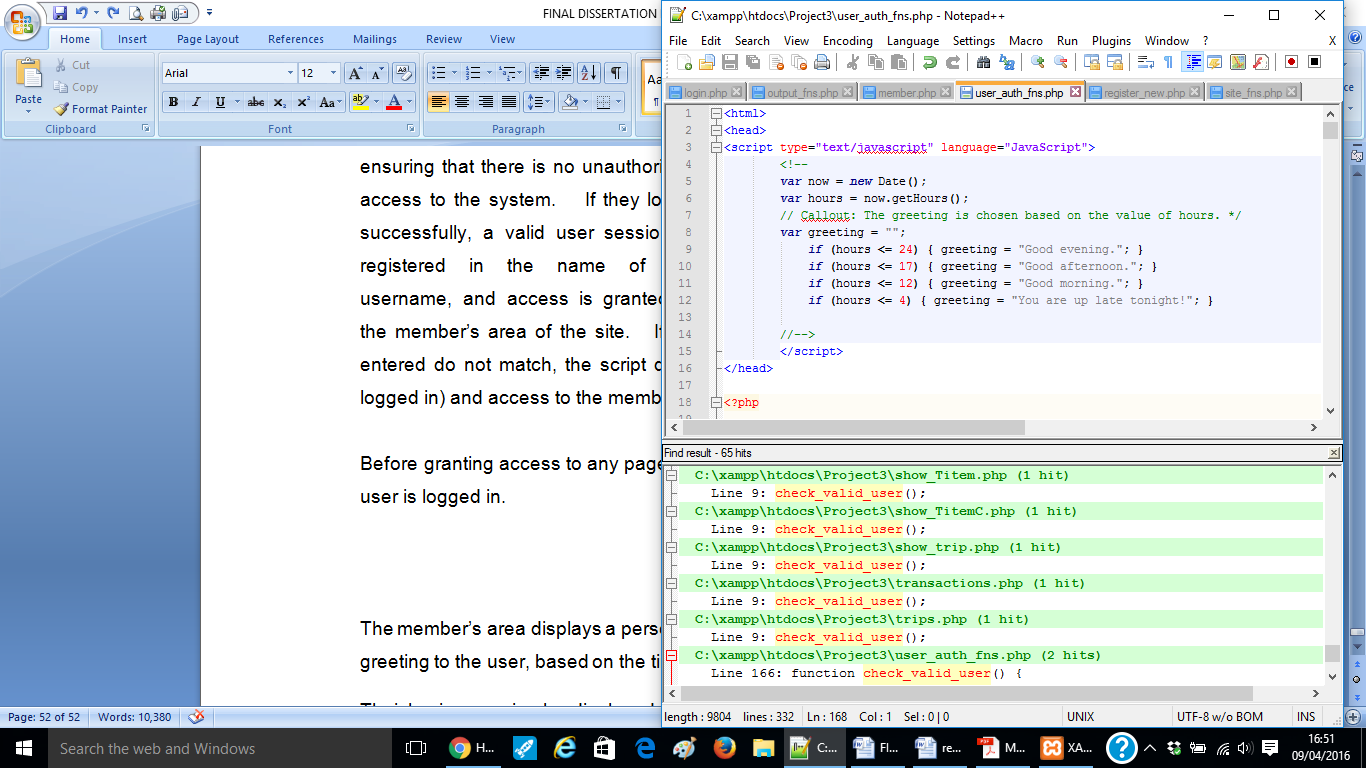 FINAL DISSERTATION
Home Insert Page Layout References Mailings Review View
Paste
Cut
Copy
Format Painter
Clipboard
Arial 12
Font
Paragraph
ensuring that there is no unauthori
access to the system. If they lo
successfully, a valid user sessio
registered in the name of
username, and access is granted
the member's area of the site. I
entered do not match, the script d
logged in) and access to the memb
Before granting access to any page
user is logged in.
The member's area displays a perso
greeting to the user, based on the ti
Page: 52 of 52 Words: 10,380
C:\xampp\htdocs\Project3\user_auth_fns.php - Notepad++
File Edit Search View Encoding Language Settings Macro Run Plugins Window ? X
login.php output_fns.php member.php user_auth_fns.php register_new.php site_fns.php
1 <html>
2 <head>
3 <script type="text/javascript" language="JavaScript">
4 <!--
5 var now = new Date();
6 var hours = now.getHours();
7 // Callout: The greeting is chosen based on the value of hours. */
8 var greeting = "";
9 if (hours <= 24) { greeting = "Good evening."; }
10 if (hours <= 17) { greeting = "Good afternoon."; }
11 if (hours <= 12) { greeting = "Good morning."; }
12 if (hours <= 4) { greeting = "You are up late tonight!"; }
13
14 //-->
15 </script>
16 </head>
17
18 <?php
Find result - 65 hits
C:\xampp\htdocs\Project3\show_Titem.php (1 hit)
Line 9: check_valid_user();
C:\xampp\htdocs\Project3\show_TitemC.php (1 hit)
Line 9: check_valid_user();
C:\xampp\htdocs\Project3\show_trip.php (1 hit)
Line 9: check_valid_user();
C:\xampp\htdocs\Project3\transactions.php (1 hit)
Line 9: check_valid_user();
C:\xampp\htdocs\Project3\trips.php (1 hit)
Line 9: check_valid_user();
C:\xampp\htdocs\Project3\user_auth_fns.php (2 hits)
Line 166: function check_valid_user() {
length : 9804 lines : 332 Ln : 168 Col : 1 Sel : 0 | 0 UNIX UTF-8 w/o BOM INS
Search the web and Windows
H... C:... Fl... re... M... XA...
16:51
09/04/2016